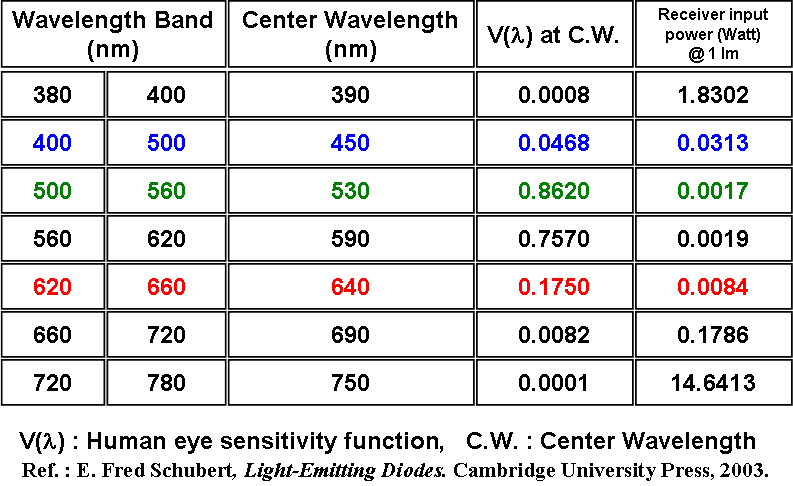 Wavelength Band (nm) Center Wavelength (nm) V(λ) at C.W. Receiver input power (Watt) @ 1 lm
380 400 390 0.0008 1.8302
400 500 450 0.0468 0.0313
500 560 530 0.8620 0.0017
560 620 590 0.7570 0.0019
620 660 640 0.1750 0.0084
660 720 690 0.0082 0.1786
720 780 750 0.0001 14.6413
V(λ) : Human eye sensitivity function, C.W. : Center Wavelength
Ref. : E. Fred Schubert, Light-Emitting Diodes. Cambridge University Press, 2003.